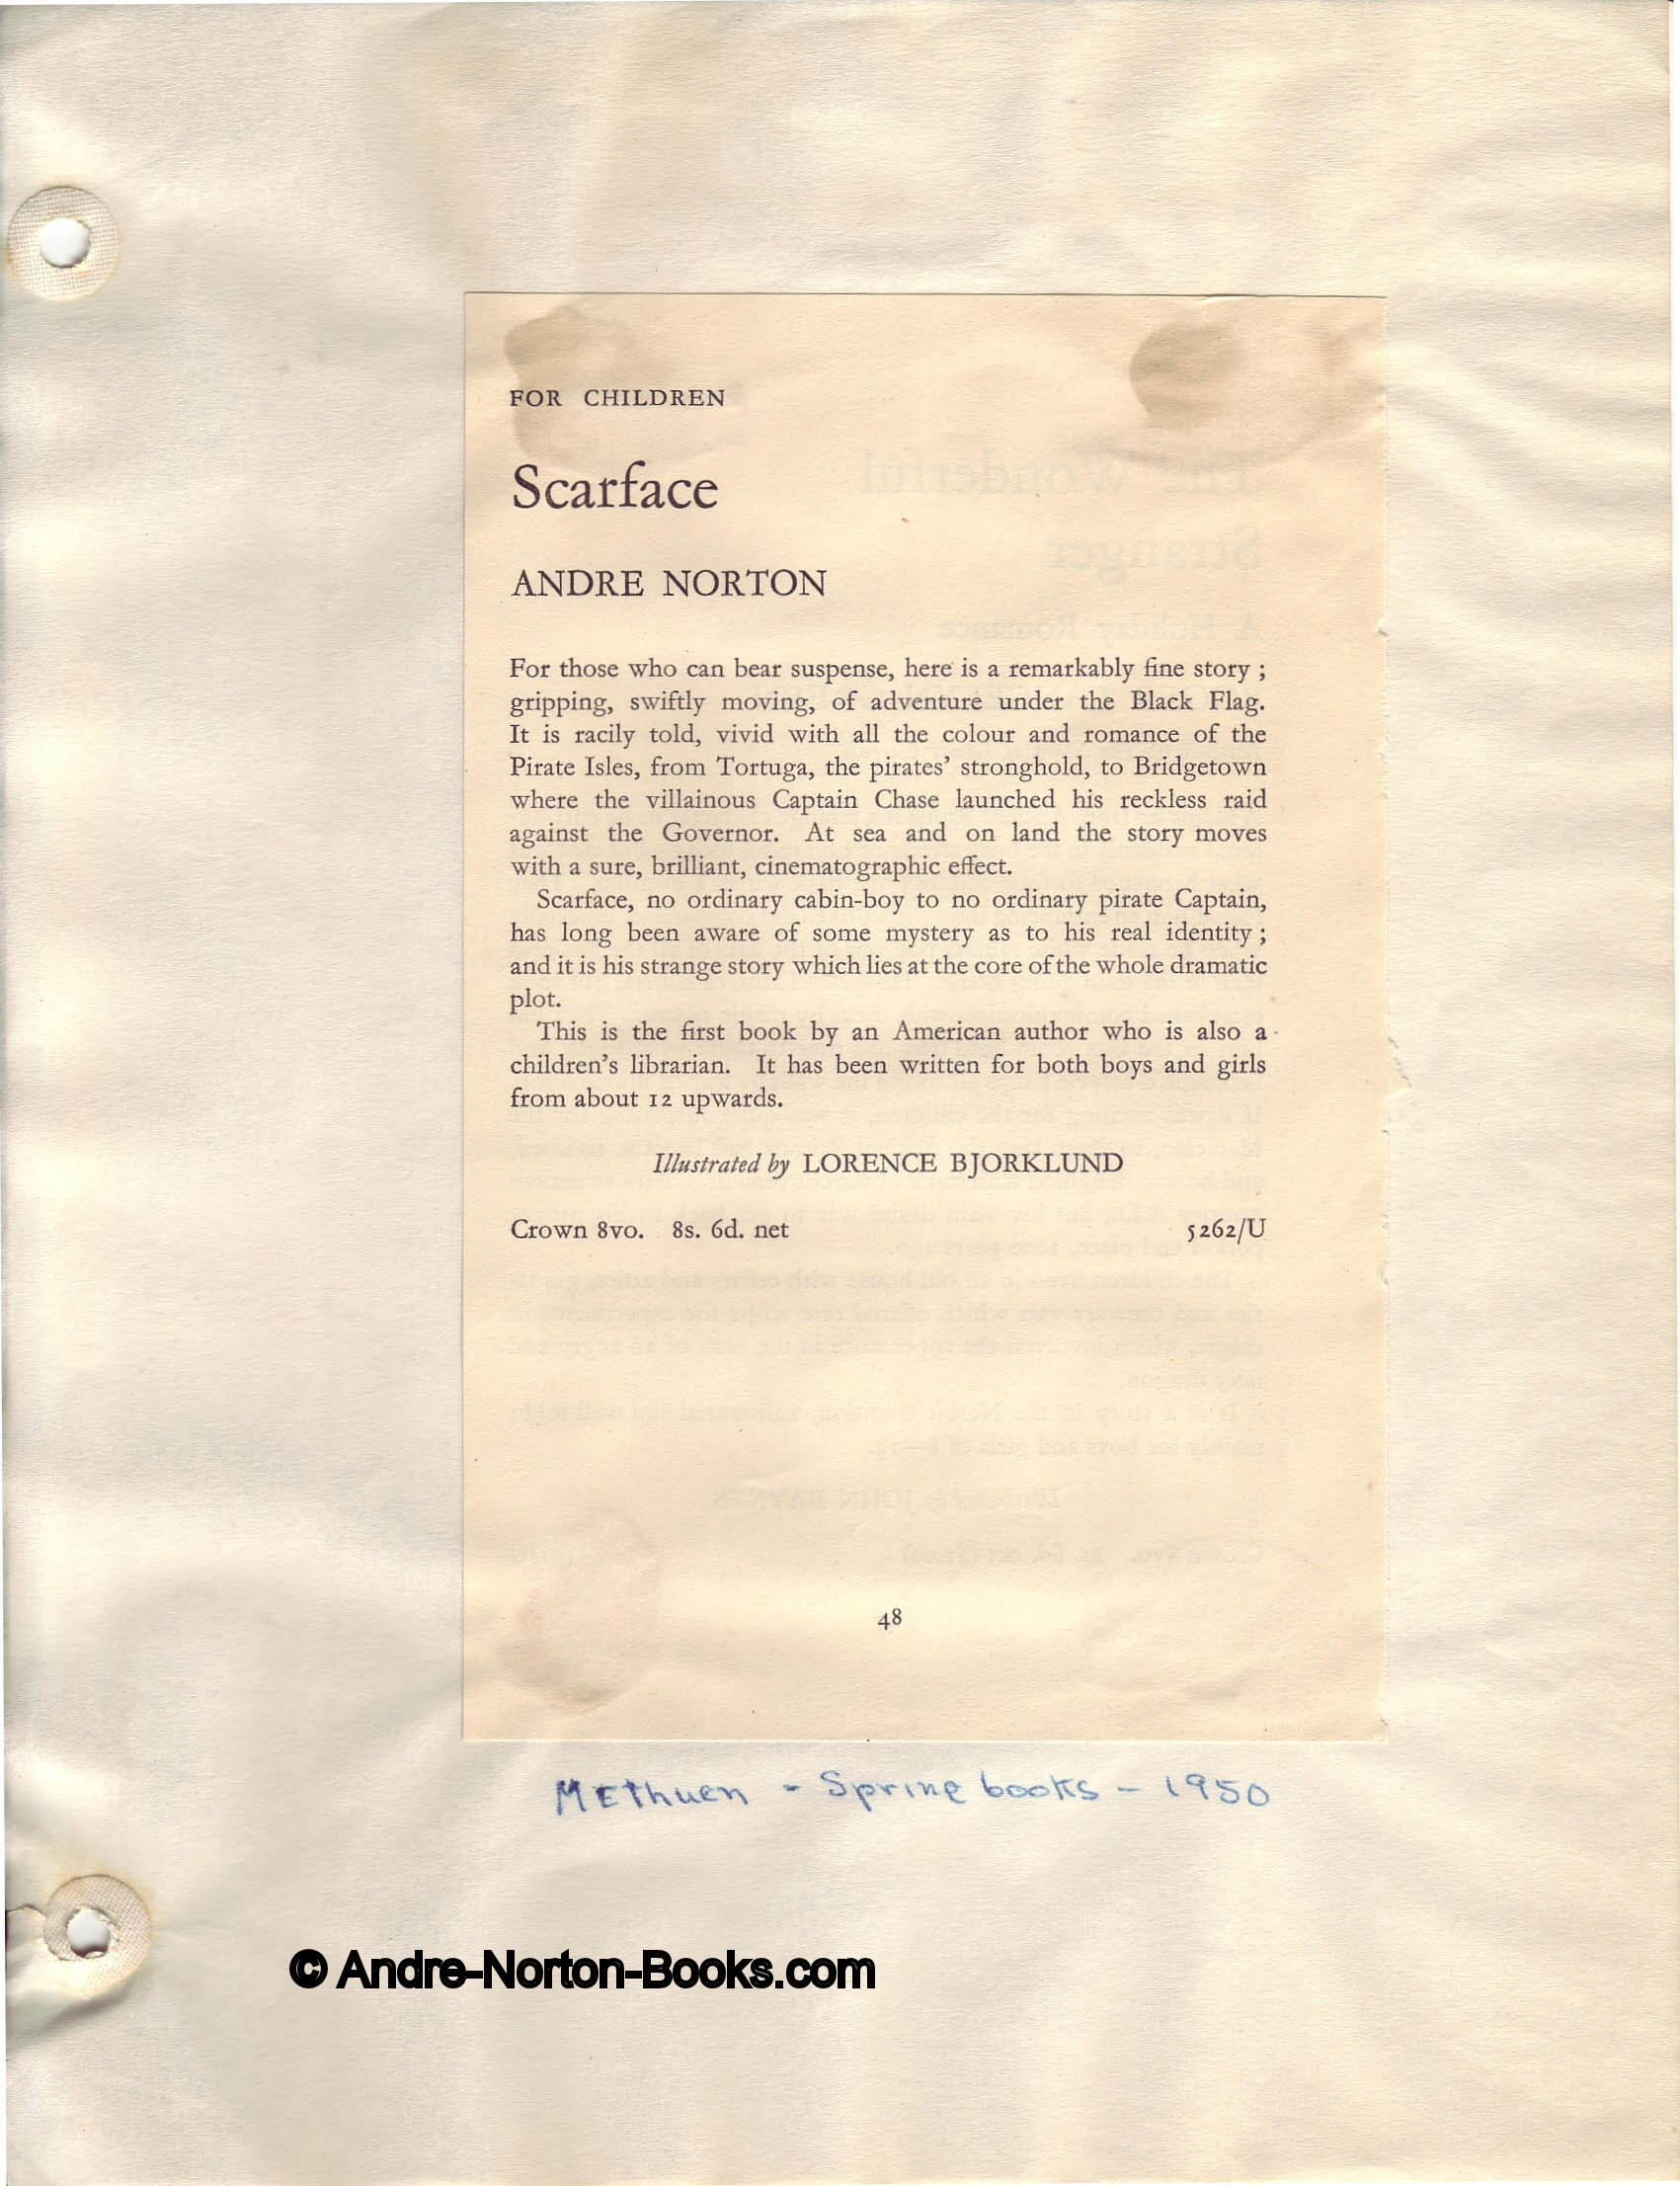 FOR CHILDREN
Scarface
ANDRE NORTON
For those who can bear suspense, here is a remarkably fine story ;
gripping, swiftly moving, of adventure under the Black Flag.
It is racily told, vivid with all the colour and romance of the
Pirate Isles, from Tortuga, the pirates' stronghold, to Bridgetown
where the villainous Captain Chase launched his reckless raid
against the Governor. At sea and on land the story moves
with a sure, brilliant, cinematographic effect.
Scarface, no ordinary cabin-boy to no ordinary pirate Captain,
has long been aware of some mystery as to his real identity ;
and it is his strange story which lies at the core of the whole dramatic
plot.
This is the first book by an American author who is also a
children's librarian. It has been written for both boys and girls
from about 12 upwards.
Illustrated by LORENCE BJORKLUND
Crown 8vo. 8s. 6d. net 5262/U
48
Methuen - Spring books - 1950
© Andre-Norton-Books.com